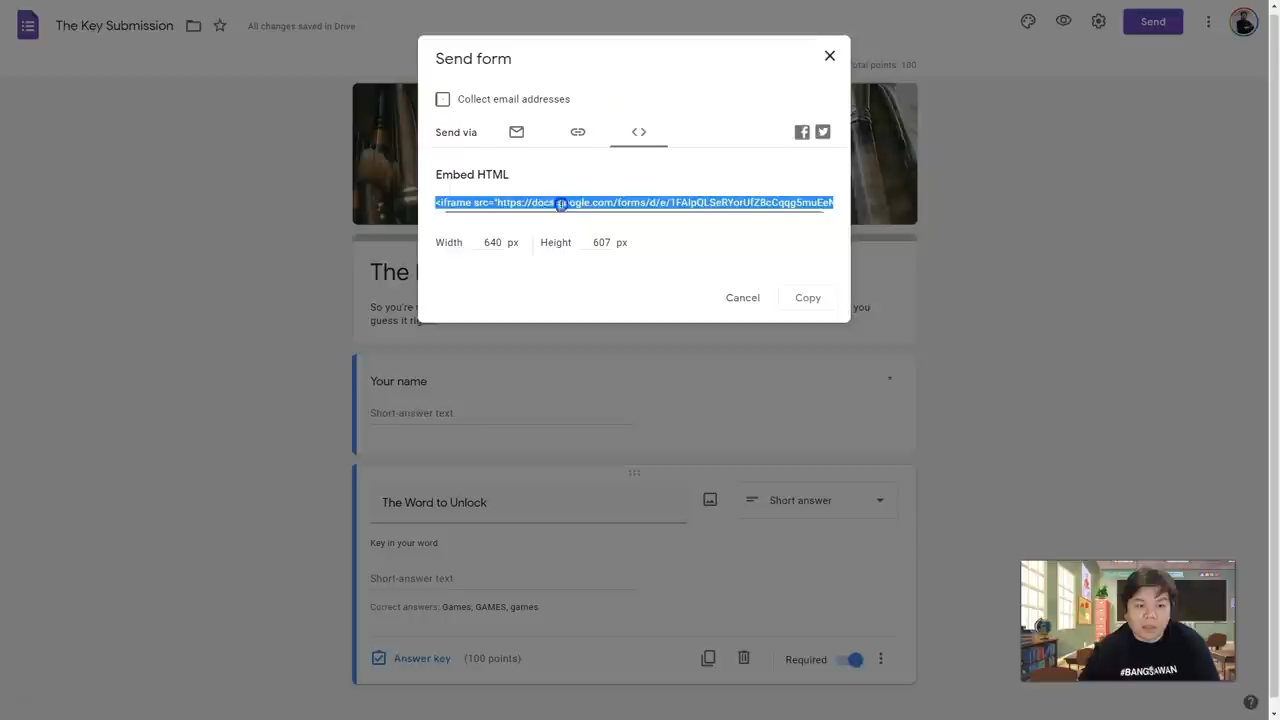 The Key Submission
All changes saved in Drive
Send
Total points: 100
Send form
Collect email addresses
Send via
Embed HTML
<iframe src="https://docs.google.com/forms/d/e/1FAIpQLSeRYorUfZ8cCqqg5muEeN
Width 640 px Height 607 px
Cancel Copy
The
So you're
you
guess it
Your name
*
Short-answer text
The Word to Unlock
Short answer
Key in your word
Short-answer text
Correct answers: Games, GAMES, games
Answer key (100 points)
Required
#BANGSAWAN